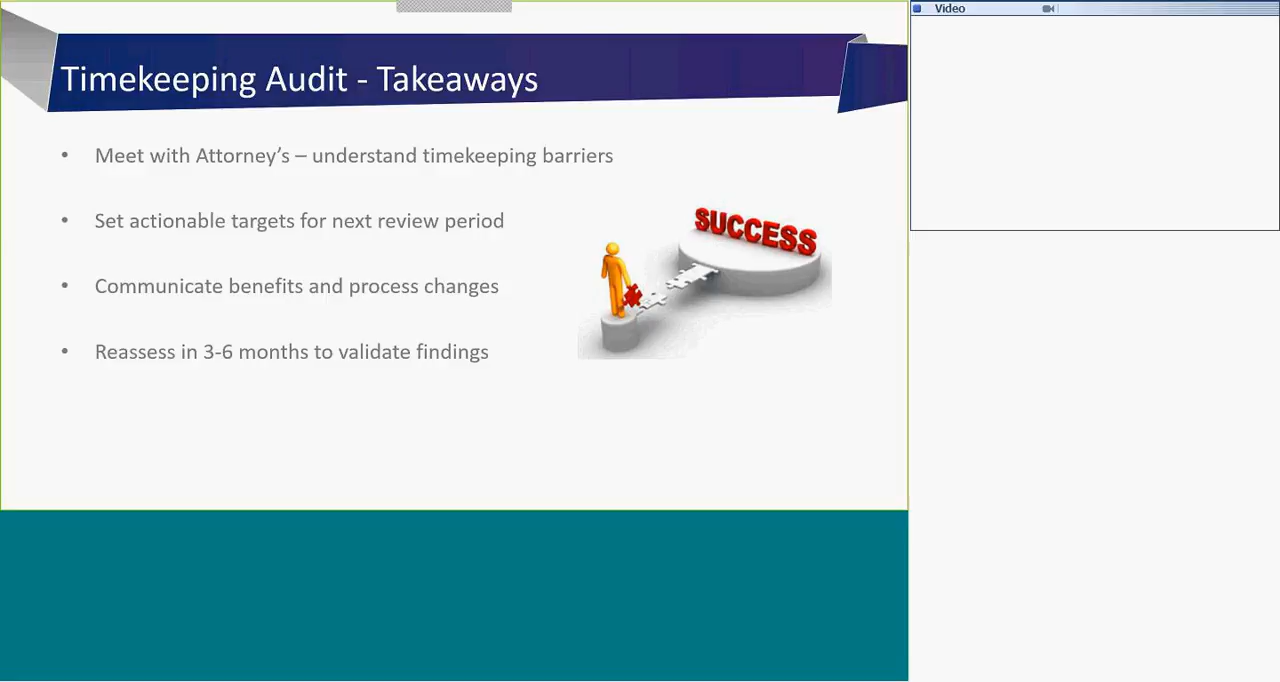 Video
Timekeeping Audit - Takeaways
• Meet with Attorney’s – understand timekeeping barriers
• Set actionable targets for next review period
• Communicate benefits and process changes
• Reassess in 3-6 months to validate findings
SUCCESS